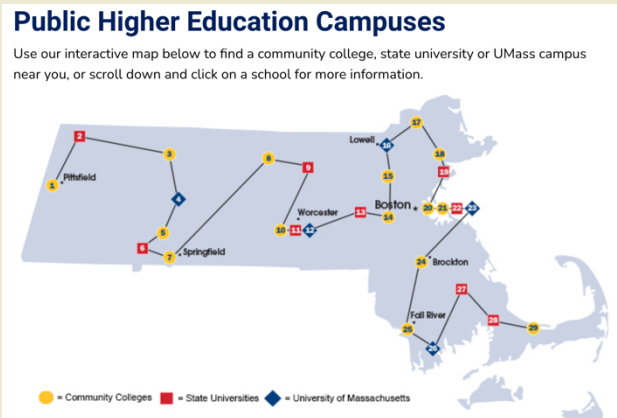 Public Higher Education Campuses
Use our interactive map below to find a community college, state university or UMass campus
near you, or scroll down and click on a school for more information.
17
2
Lowell
16
3
18
8
9
19
15
Pittsfield
1
4
Boston
20 21 22 23
Worcester
13
14
10 11 12
5
6
Springfield
7
24
Brockton
27
Fall River
28
25
29
26
= Community Colleges = State Universities = University of Massachusetts